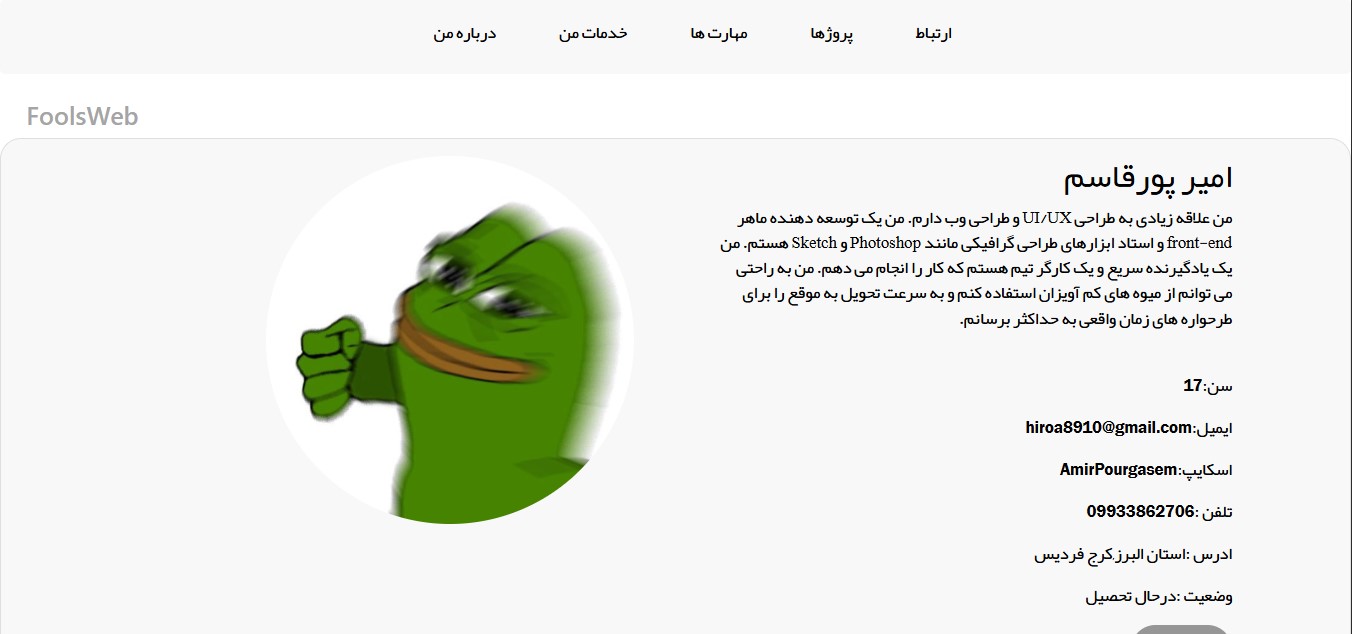 ارتباط پروژها مهارت ها خدمات من درباره من
FoolsWeb
امیر پورقاسم
من علاقه زیادی به طراحی UI/UX و طراحی وب دارم. من یک توسعه دهنده ماهر
front-end و استاد ابزارهای طراحی گرافیکی مانند Photoshop و Sketch هستم. من
یک یادگیرنده سریع و یک کارگر تیم هستم که کار را انجام می دهم. من به راحتی
می توانم از میوه های کم آویزان استفاده کنم و به سرعت تحویل به موقع را برای
طرحواره های زمان واقعی به حداکثر برسانم.
سن:17
ایمیل:hiroa8910@gmail.com
اسکایپ:AmirPourgasem
تلفن :09933862706
ادرس :استان البرز.کرج فردیس
وضعیت :درحال تحصیل